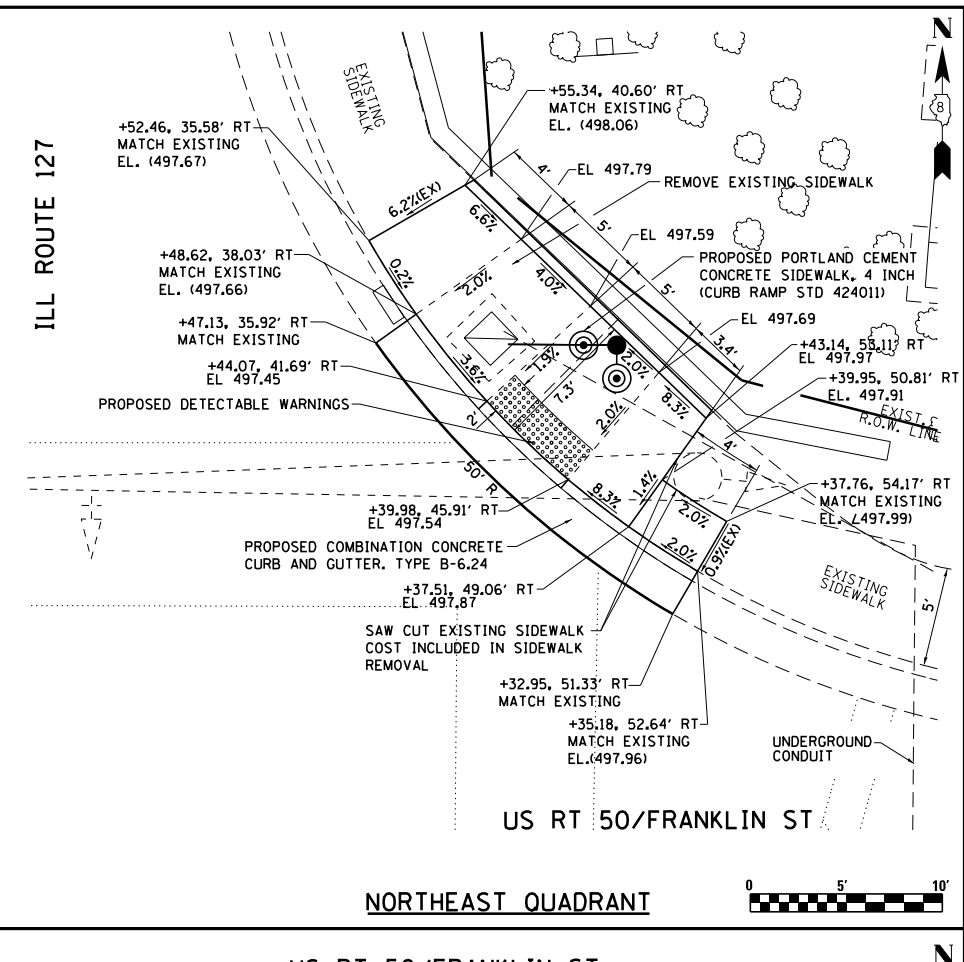 N
8
ILL ROUTE 127
EXISTING
SIDEWALK
+55.34, 40.60' RT
MATCH EXISTING
EL. (498.06)
+52.46, 35.58' RT
MATCH EXISTING
EL. (497.67)
4'
EL 497.79
REMOVE EXISTING SIDEWALK
6.2%(EX)
6.6%
5'
EL 497.59
PROPOSED PORTLAND CEMENT
CONCRETE SIDEWALK, 4 INCH
(CURB RAMP STD 424011)
+48.62, 38.03' RT
MATCH EXISTING
EL. (497.66)
0.2%
2.0%
4.0%
5'
EL 497.69
+47.13, 35.92' RT
MATCH EXISTING
3.4'
+43.14, 53.11' RT
EL 497.97
+44.07, 41.69' RT
EL 497.45
3.6%
1.9%
2.0%
7.3'
8.3%
+39.95, 50.81' RT
EL. 497.91
PROPOSED DETECTABLE WARNINGS
2'
2.0%
EXIST.
R.O.W. LINE
4'
50' R
8.3%
1.4%
+37.76, 54.17' RT
MATCH EXISTING
EL. (497.99)
+39.98, 45.91' RT
EL 497.54
2.0%
2.0%
0.9%(EX)
PROPOSED COMBINATION CONCRETE
CURB AND GUTTER, TYPE B-6.24
EXISTING
SIDEWALK
5'
+37.51, 49.06' RT
EL 497.87
SAW CUT EXISTING SIDEWALK
COST INCLUDED IN SIDEWALK
REMOVAL
+32.95, 51.33' RT
MATCH EXISTING
+35.18, 52.64' RT
MATCH EXISTING
EL.(497.96)
UNDERGROUND
CONDUIT
US RT 50/FRANKLIN ST
NORTHEAST QUADRANT
0 5' 10'
US RT 50/FRANKLIN ST
N